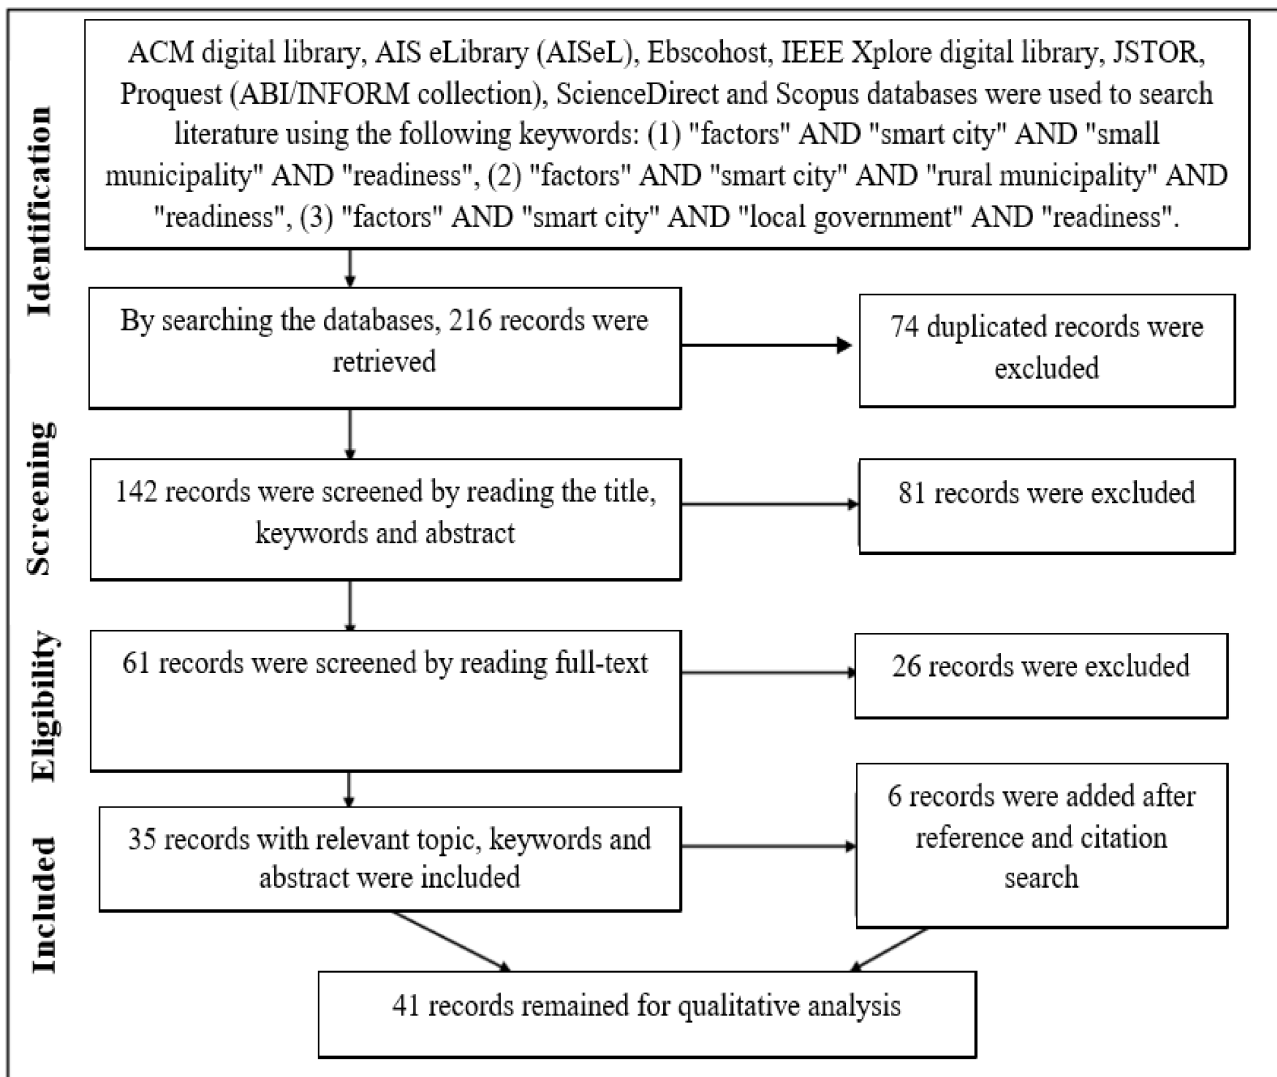 Identification
ACM digital library, AIS eLibrary (AISeL), Ebscohost, IEEE Xplore digital library, JSTOR,
Proquest (ABI/INFORM collection), ScienceDirect and Scopus databases were used to search
literature using the following keywords: (1) "factors" AND "smart city" AND "small
municipality" AND "readiness", (2) "factors" AND "smart city" AND "rural municipality" AND
"readiness", (3) "factors" AND "smart city" AND "local government" AND "readiness".
By searching the databases, 216 records were
retrieved
74 duplicated records were
excluded
Screening
142 records were screened by reading the title,
keywords and abstract
81 records were excluded
Eligibility
61 records were screened by reading full-text
26 records were excluded
Included
35 records with relevant topic, keywords and
abstract were included
6 records were added after
reference and citation
search
41 records remained for qualitative analysis